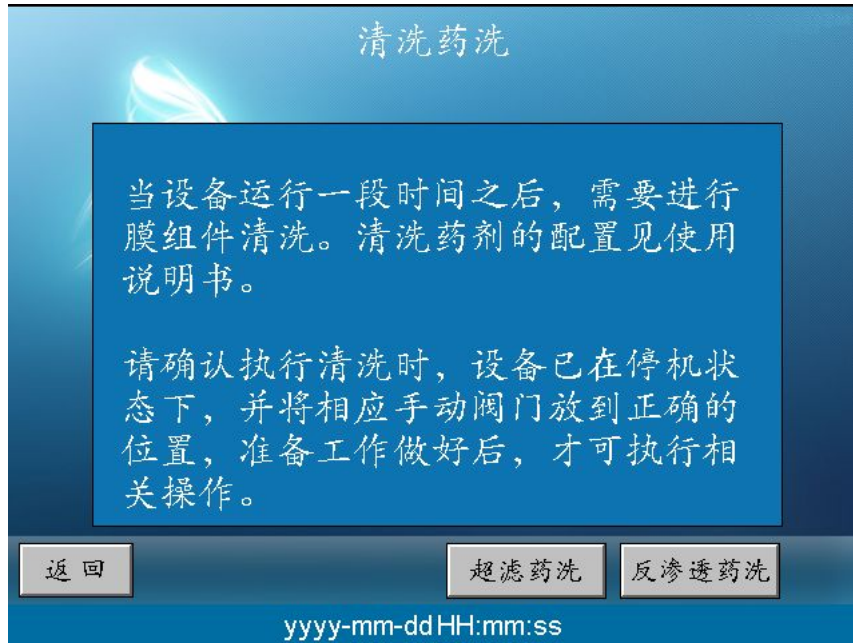 清洗药洗
当设备运行一段时间之后，需要进行
膜组件清洗。清洗药剂的配置见使用
说明书。
请确认执行清洗时，设备已在停机状
态下，并将相应手动阀门放到正确的
位置，准备工作做好后，才可执行相
关操作。
返回
超滤药洗
反渗透药洗
yyyy-mm-dd HH:mm:ss